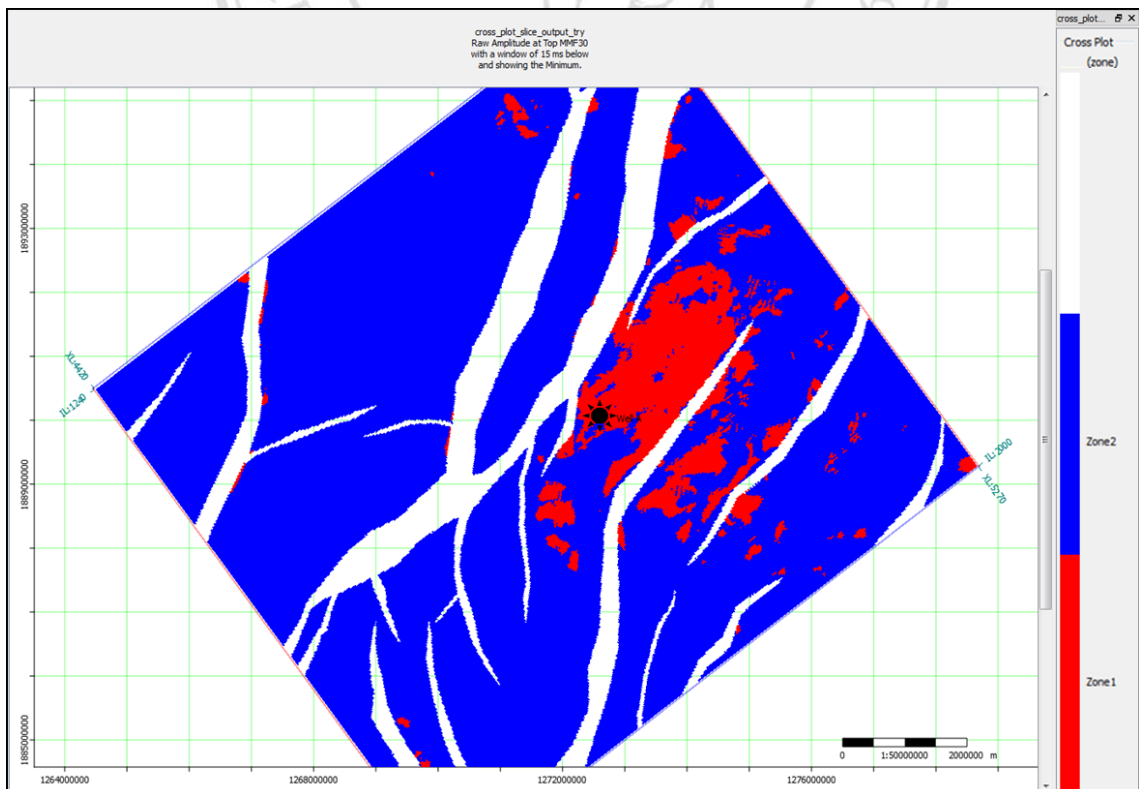 cross_plot...
cross_plot_slice_output_try
Raw Amplitude at Top MMF30
with a window of 15 ms below
and showing the Minimum.
Cross Plot
(zone)
1893000000
XL:4420
IL:1240
IL:2000
XL:5270
1889000000
Zone2
Zone1
1885000000
0 1:50000000 2000000 m
1264000000 1268000000 1272000000 1276000000